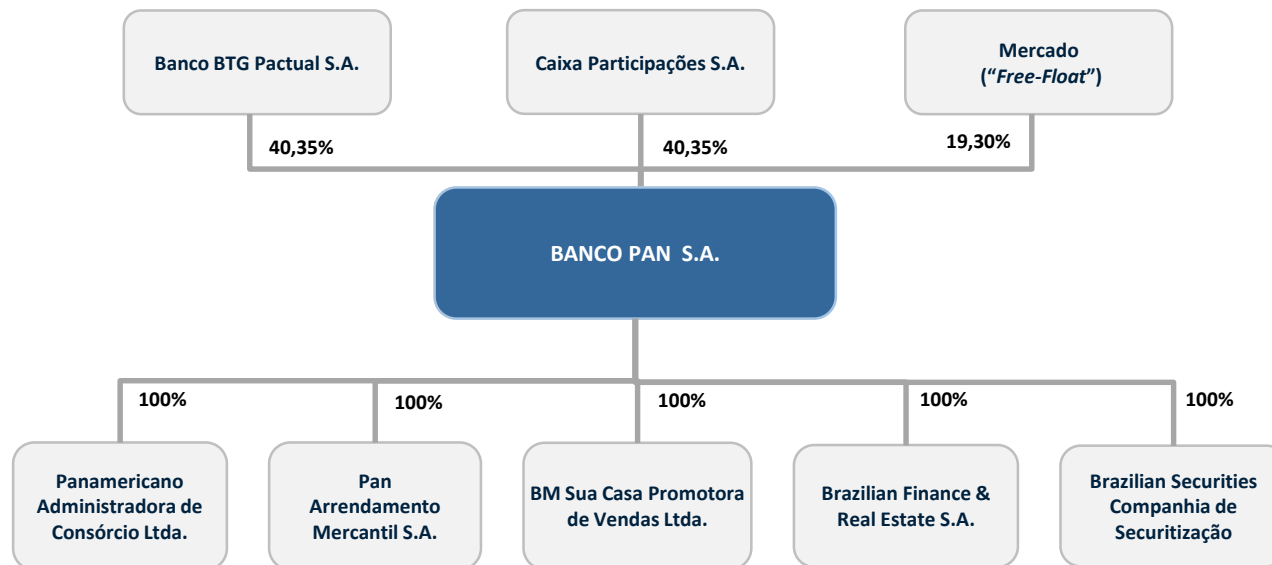 Banco BTG Pactual S.A.
Caixa Participações S.A.
Mercado
(“Free-Float”)
40,35%
40,35%
19,30%
BANCO PAN S.A.
100%
100%
100%
100%
100%
Panamericano
Administradora de
Consórcio Ltda.
Pan
Arrendamento
Mercantil S.A.
BM Sua Casa Promotora
de Vendas Ltda.
Brazilian Finance &
Real Estate S.A.
Brazilian Securities
Companhia de
Securitização